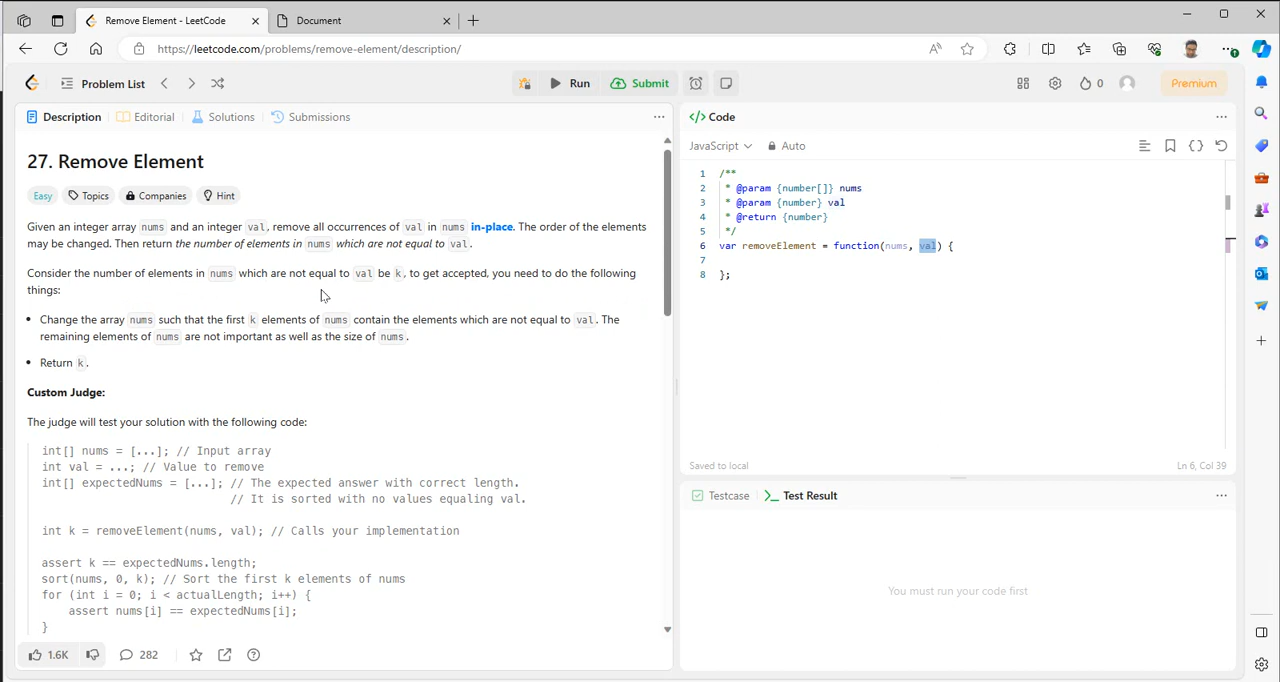 Remove Element - LeetCode
Document
https://leetcode.com/problems/remove-element/description/
Problem List
Run
Submit
0
Premium
Description
Editorial
Solutions
Submissions
27. Remove Element
Easy
Topics
Companies
Hint
Given an integer array nums and an integer val, remove all occurrences of val in nums in-place. The order of the elements
may be changed. Then return the number of elements in nums which are not equal to val.
Consider the number of elements in nums which are not equal to val be k, to get accepted, you need to do the following
things:
• Change the array nums such that the first k elements of nums contain the elements which are not equal to val. The
remaining elements of nums are not important as well as the size of nums.
• Return k.
Custom Judge:
The judge will test your solution with the following code:
int[] nums = [...]; // Input array
int val = ...; // Value to remove
int[] expectedNums = [...]; // The expected answer with correct length.
// It is sorted with no values equaling val.
int k = removeElement(nums, val); // Calls your implementation
assert k == expectedNums.length;
sort(nums, 0, k); // Sort the first k elements of nums
for (int i = 0; i < actualLength; i++) {
assert nums[i] == expectedNums[i];
}
1.6K
282
</> Code
JavaScript
Auto
1 /**
2 * @param {number[]} nums
3 * @param {number} val
4 * @return {number}
5 */
6 var removeElement = function(nums, val) {
7
8 };
Saved to local
Ln 6, Col 39
Testcase
>_ Test Result
You must run your code first